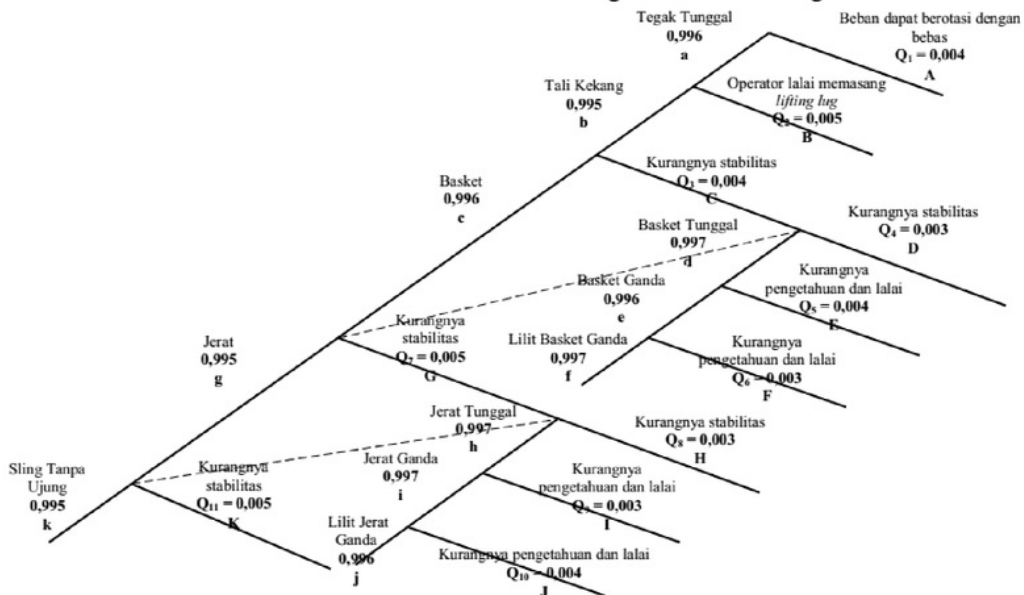 Tegak Tunggal
0,996
a
Beban dapat berotasi dengan
bebas
Q₁ = 0,004
A
Tali Kekang
0,995
b
Operator lalai memasang
lifting lug
Q₂ = 0,005
B
Basket
0,996
c
Kurangnya stabilitas
Q₃ = 0,004
C
Basket Tunggal
0,997
d
Kurangnya stabilitas
Q₄ = 0,003
D
Basket Ganda
0,996
e
Kurangnya
pengetahuan dan lalai
Q₅ = 0,004
E
Lilit Basket Ganda
0,997
f
Kurangnya
pengetahuan dan lalai
Q₆ = 0,003
F
Jerat
0,995
g
Kurangnya
stabilitas
Q₇ = 0,005
G
Jerat Tunggal
0,997
h
Kurangnya stabilitas
Q₈ = 0,003
H
Jerat Ganda
0,997
i
Kurangnya
pengetahuan dan lalai
Q₉ = 0,003
I
Lilit Jerat
Ganda
0,996
j
Kurangnya pengetahuan dan lalai
Q₁₀ = 0,004
J
Sling Tanpa
Ujung
0,995
k
Kurangnya
stabilitas
Q₁₁ = 0,005
K